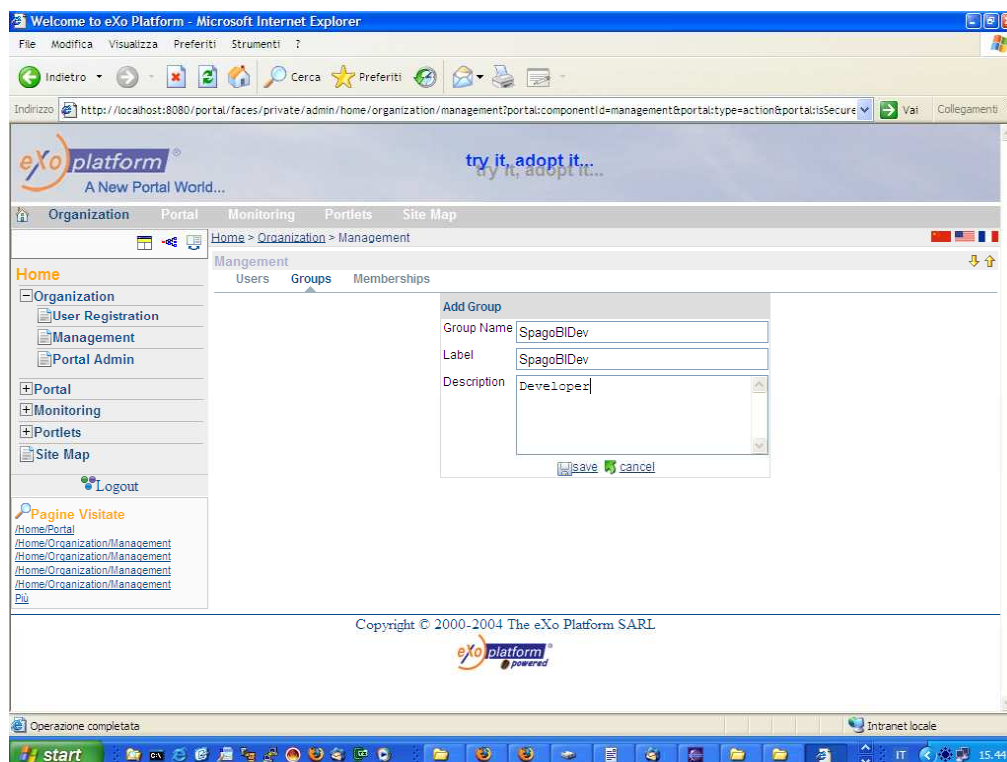 Welcome to eXo Platform - Microsoft Internet Explorer
File Modifica Visualizza Preferiti Strumenti ?
Indietro Cerca Preferiti
Indirizzo http://localhost:8080/portal/faces/private/admin/home/organization/management?portal:componentId=management&portal:type=action&portal:isSecure Vai Collegamenti
eXo platform ®
A New Portal World...
try it, adopt it...
try it, adopt it...
Organization Portal Monitoring Portlets Site Map
Home > Organization > Management
Mangement
Users Groups Memberships
Home
Organization
User Registration
Management
Portal Admin
Portal
Monitoring
Portlets
Site Map
Logout
Pagine Visitate
/Home/Portal
/Home/Organization/Management
/Home/Organization/Management
/Home/Organization/Management
/Home/Organization/Management
Più
Add Group
Group Name SpagoBIDev
Label SpagoBIDev
Description Developer
save cancel
Copyright © 2000-2004 The eXo Platform SARL
eXo platform ®
powered
Operazione completata Intranet locale
start IT 15.44